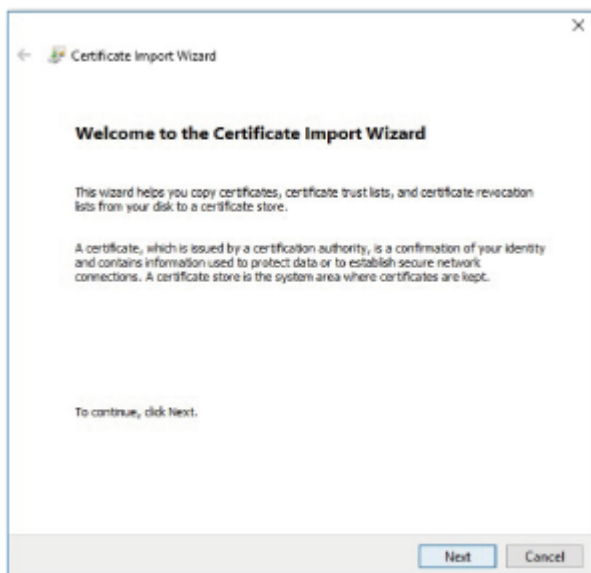 Certificate Import Wizard
Welcome to the Certificate Import Wizard
This wizard helps you copy certificates, certificate trust lists, and certificate revocation
lists from your disk to a certificate store.
A certificate, which is issued by a certification authority, is a confirmation of your identity
and contains information used to protect data or to establish secure network
connections. A certificate store is the system area where certificates are kept.
To continue, click Next.
Next
Cancel